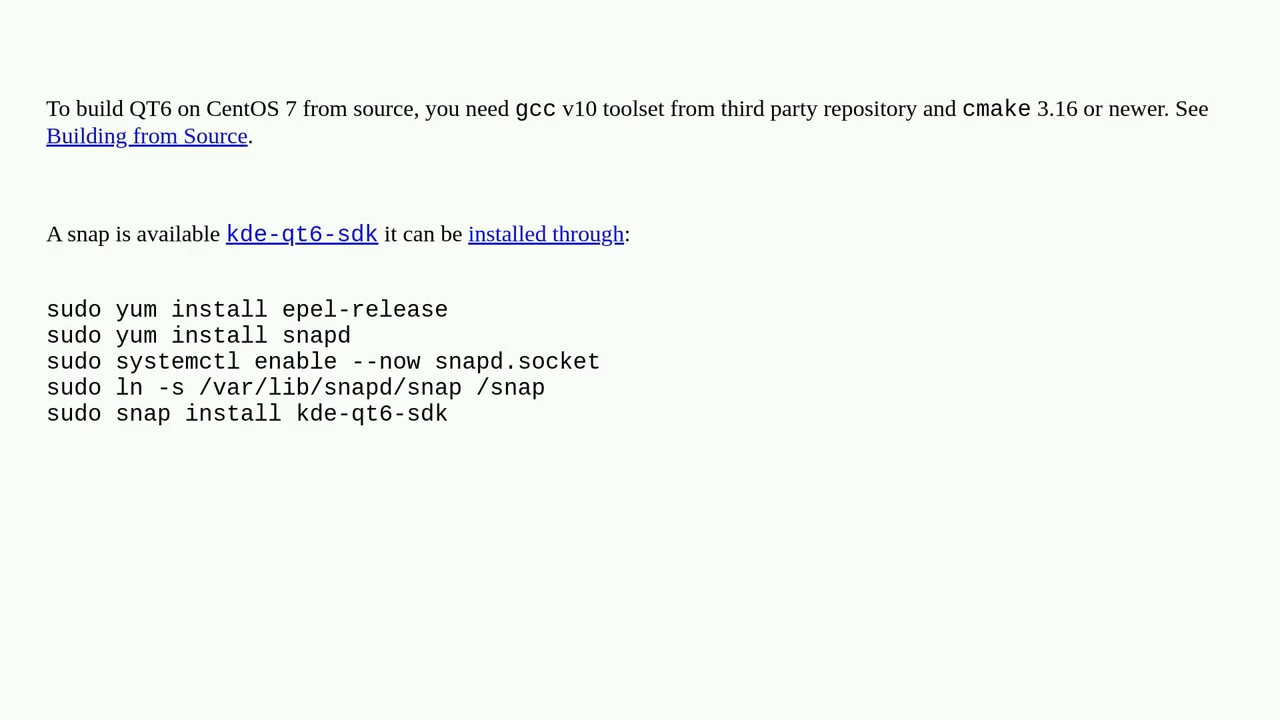 To build QT6 on CentOS 7 from source, you need gcc v10 toolset from third party repository and cmake 3.16 or newer. See
Building from Source.
A snap is available kde-qt6-sdk it can be installed through:
sudo yum install epel-release
sudo yum install snapd
sudo systemctl enable --now snapd.socket
sudo ln -s /var/lib/snapd/snap /snap
sudo snap install kde-qt6-sdk